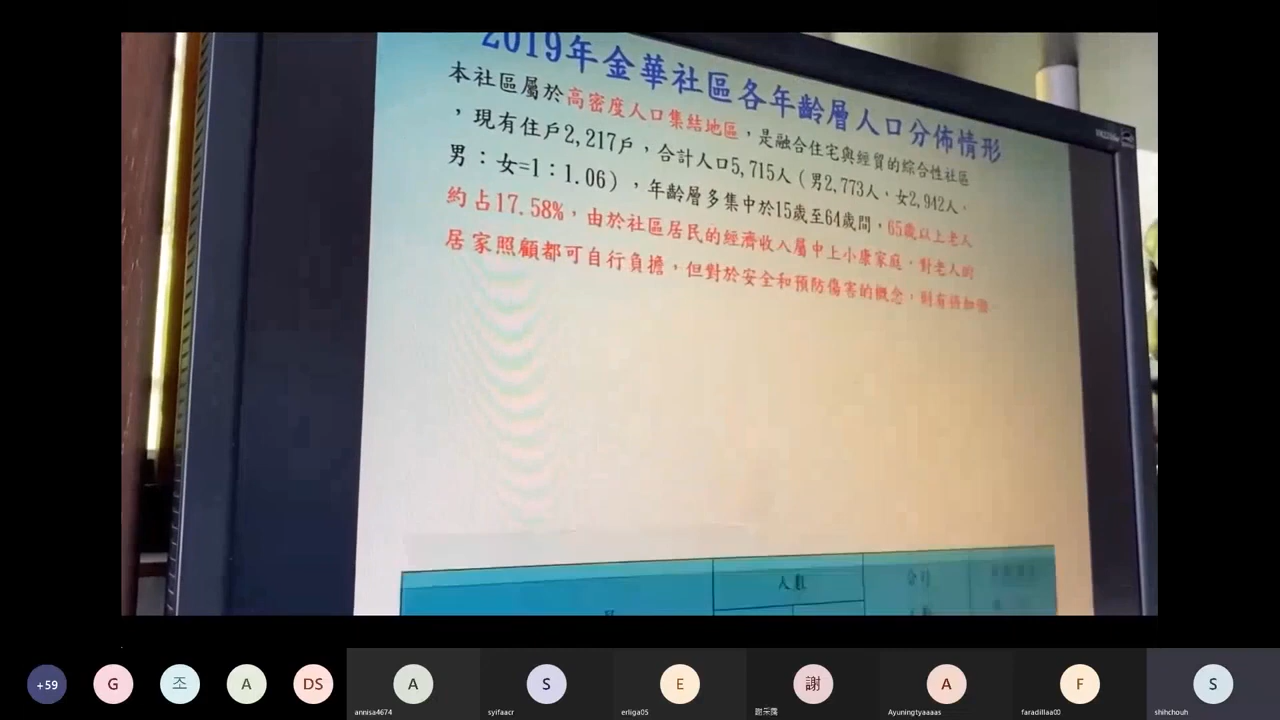 2019年金華社區各年齡層人口分佈情形
本社區屬於高密度人口集結地區，是融合住宅與經貿的綜合性社區
，現有住戶2,217戶，合計人口5,715人（男2,773人、女2,942人，
男：女=1：1.06），年齡層多集中於15歲至64歲間，65歲以上老人
約占17.58%，由於社區居民的經濟收入屬中上小康家庭，對老人的
居家照顧都可自行負擔，但對於安全和預防傷害的概念，則有待加強
人數
合計
+59
G
조
A
DS
A
S
E
謝
A
F
S
annisa4674
syifaacr
erliga05
Ayuningtyaaaas
faradillaa00
shihchouh